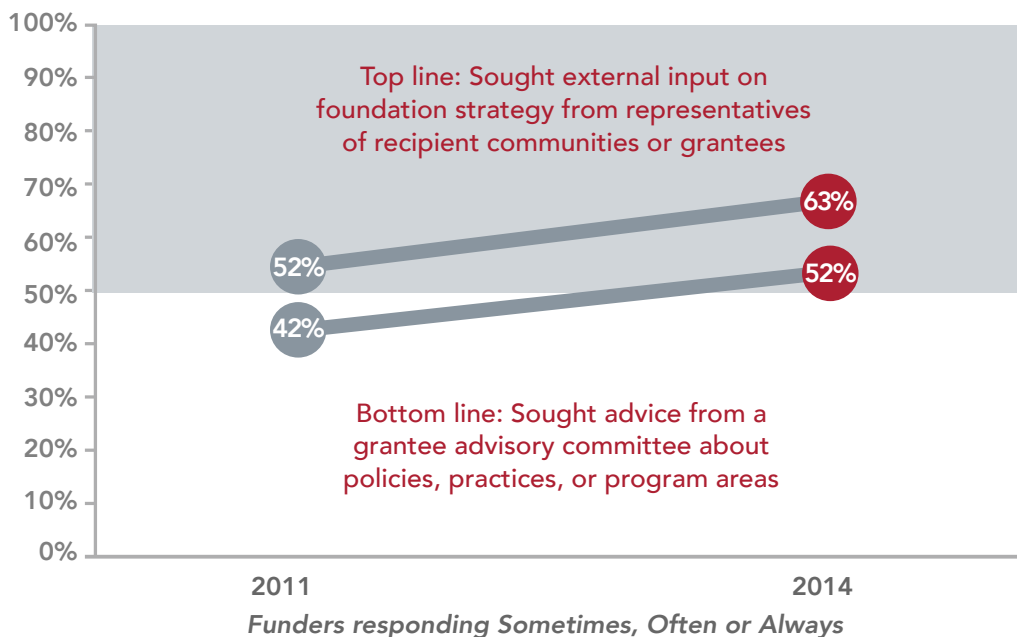 100%
90%
80%
70%
60%
50%
40%
30%
20%
10%
0%
Top line: Sought external input on
foundation strategy from representatives
of recipient communities or grantees
63%
52%
52%
42%
Bottom line: Sought advice from a
grantee advisory committee about
policies, practices, or program areas
2011
2014
Funders responding Sometimes, Often or Always